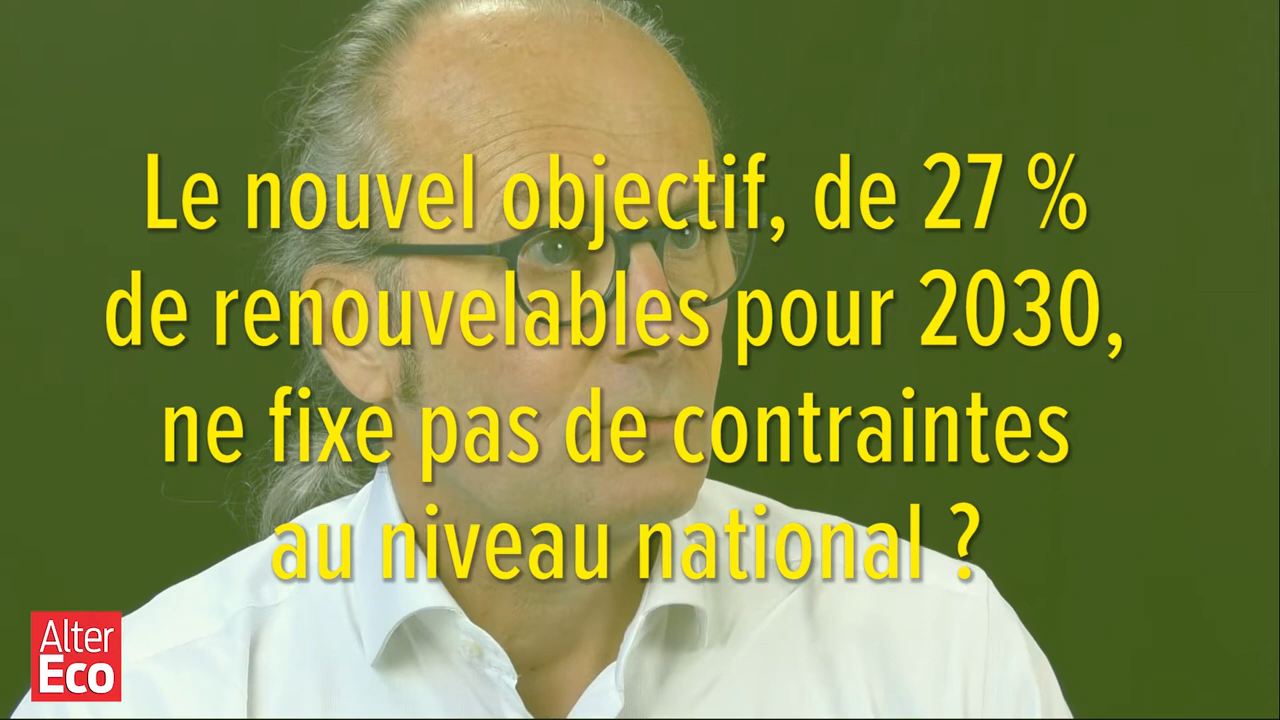 Le nouvel objectif, de 27 %
de renouvelables pour 2030,
ne fixe pas de contraintes
au niveau national ?
Alter
Eco